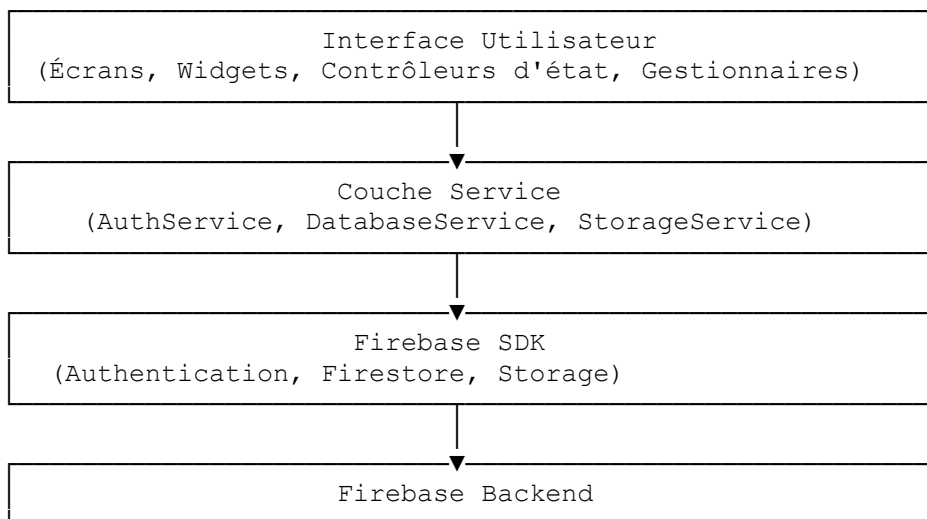 Interface Utilisateur
(Écrans, Widgets, Contrôleurs d'état, Gestionnaires)
Couche Service
(AuthService, DatabaseService, StorageService)
Firebase SDK
(Authentication, Firestore, Storage)
Firebase Backend